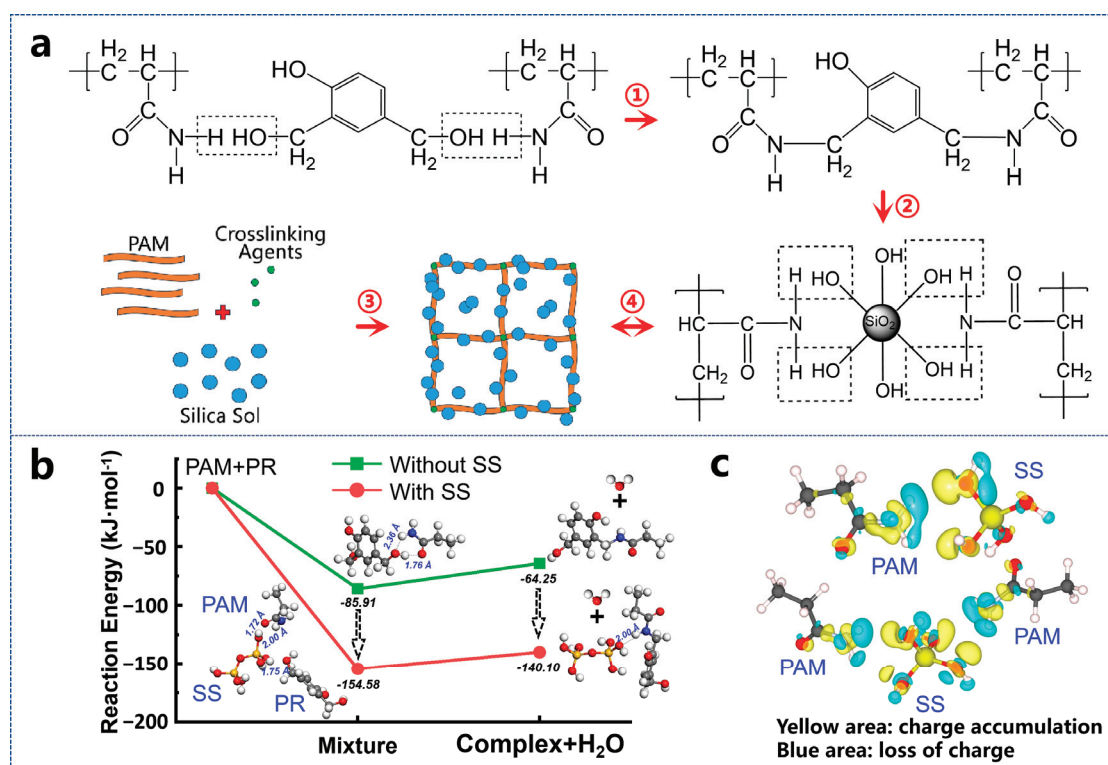 a
H₂
C
H
C
C
O
N
H
H
HO
HO
C
H₂
C
H₂
OH
H
N
H
C
O
H₂
C
H
C
①
H₂
C
H
C
C
O
N
H
C
H₂
HO
C
H₂
N
H
C
O
H₂
C
H
C
②
PAM
Crosslinking
Agents
Silica Sol
③
④
HC
CH₂
C
O
N
H
H
HO
OH
OH
HO
OH
OH
SiO₂
H
H
N
C
O
CH
CH₂
b
Reaction Energy (kJ·mol⁻¹)
0
−50
−100
−150
−200
PAM+PR
Without SS
With SS
2.36 Å
1.76 Å
-85.91
-64.25
+
PAM
1.72 Å
2.00 Å
1.75 Å
SS
PR
-154.58
-140.10
+
2.00 Å
Mixture
Complex+H₂O
c
SS
PAM
PAM
PAM
SS
Yellow area: charge accumulation
Blue area: loss of charge